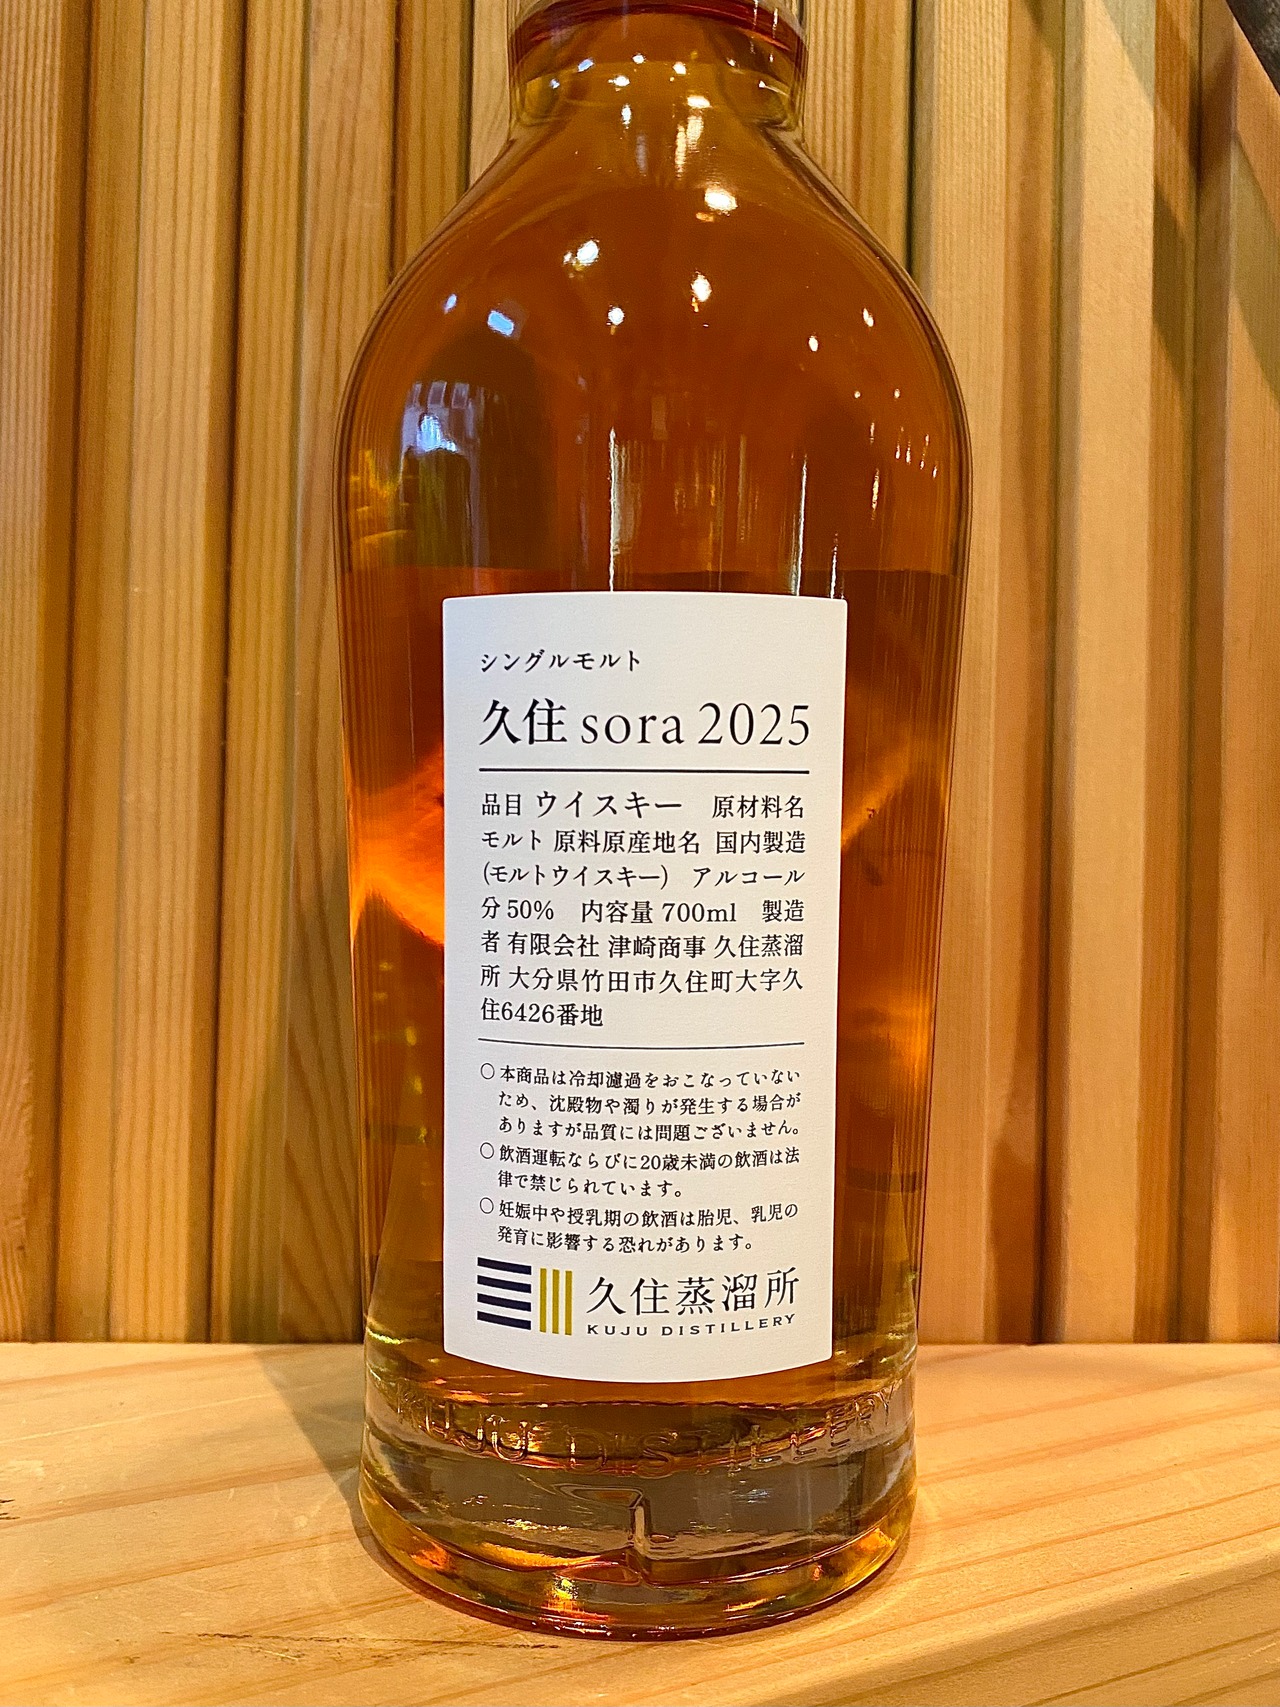 シングルモルト
久住 sora 2025
品目 ウイスキー　原材料名
モルト 原料原産地名 国内製造
(モルトウイスキー)　アルコール
分 50%　内容量 700ml　製造
者 有限会社 津崎商事 久住蒸溜
所 大分県竹田市久住町大字久
住6426番地
○ 本商品は冷却濾過をおこなっていない
ため、沈殿物や濁りが発生する場合が
ありますが品質には問題ございません。
○ 飲酒運転ならびに20歳未満の飲酒は法
律で禁じられています。
○ 妊娠中や授乳期の飲酒は胎児、乳児の
発育に影響する恐れがあります。
久住蒸溜所
KUJU DISTILLERY
KUJU DISTILLERY